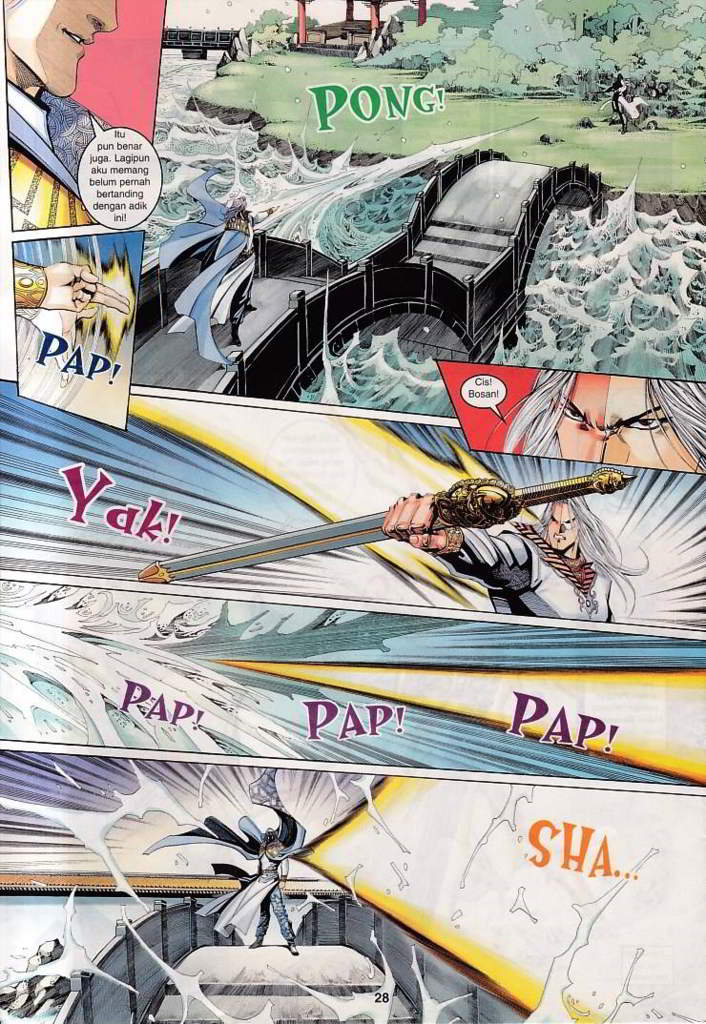 Itu
pun benar
juga. Lagipun
aku memang
belum pernah
bertanding
dengan adik
ini!
PONG!
PAP!
Cis!
Bosan!
Yak!
PAP!
PAP!
PAP!
SHA...
28